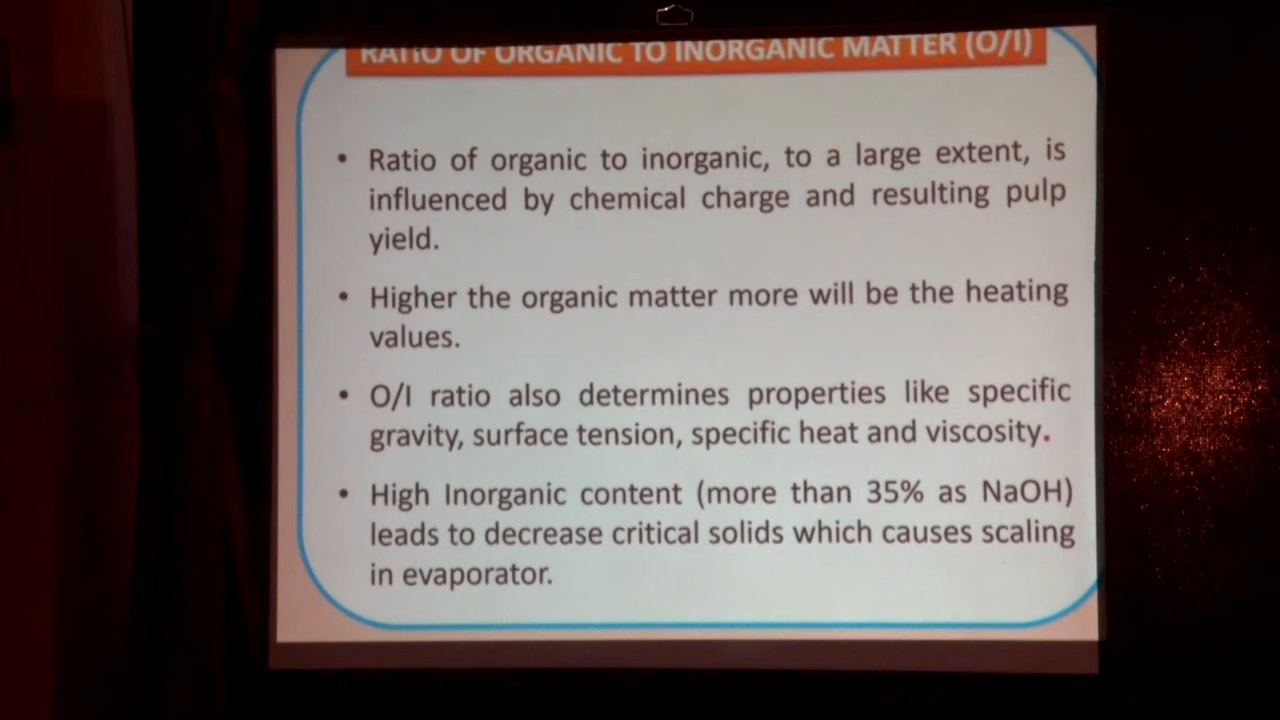 RATIO OF ORGANIC TO INORGANIC MATTER (O/I)
• Ratio of organic to inorganic, to a large extent, is
influenced by chemical charge and resulting pulp
yield.
• Higher the organic matter more will be the heating
values.
• O/I ratio also determines properties like specific
gravity, surface tension, specific heat and viscosity.
• High Inorganic content (more than 35% as NaOH)
leads to decrease critical solids which causes scaling
in evaporator.